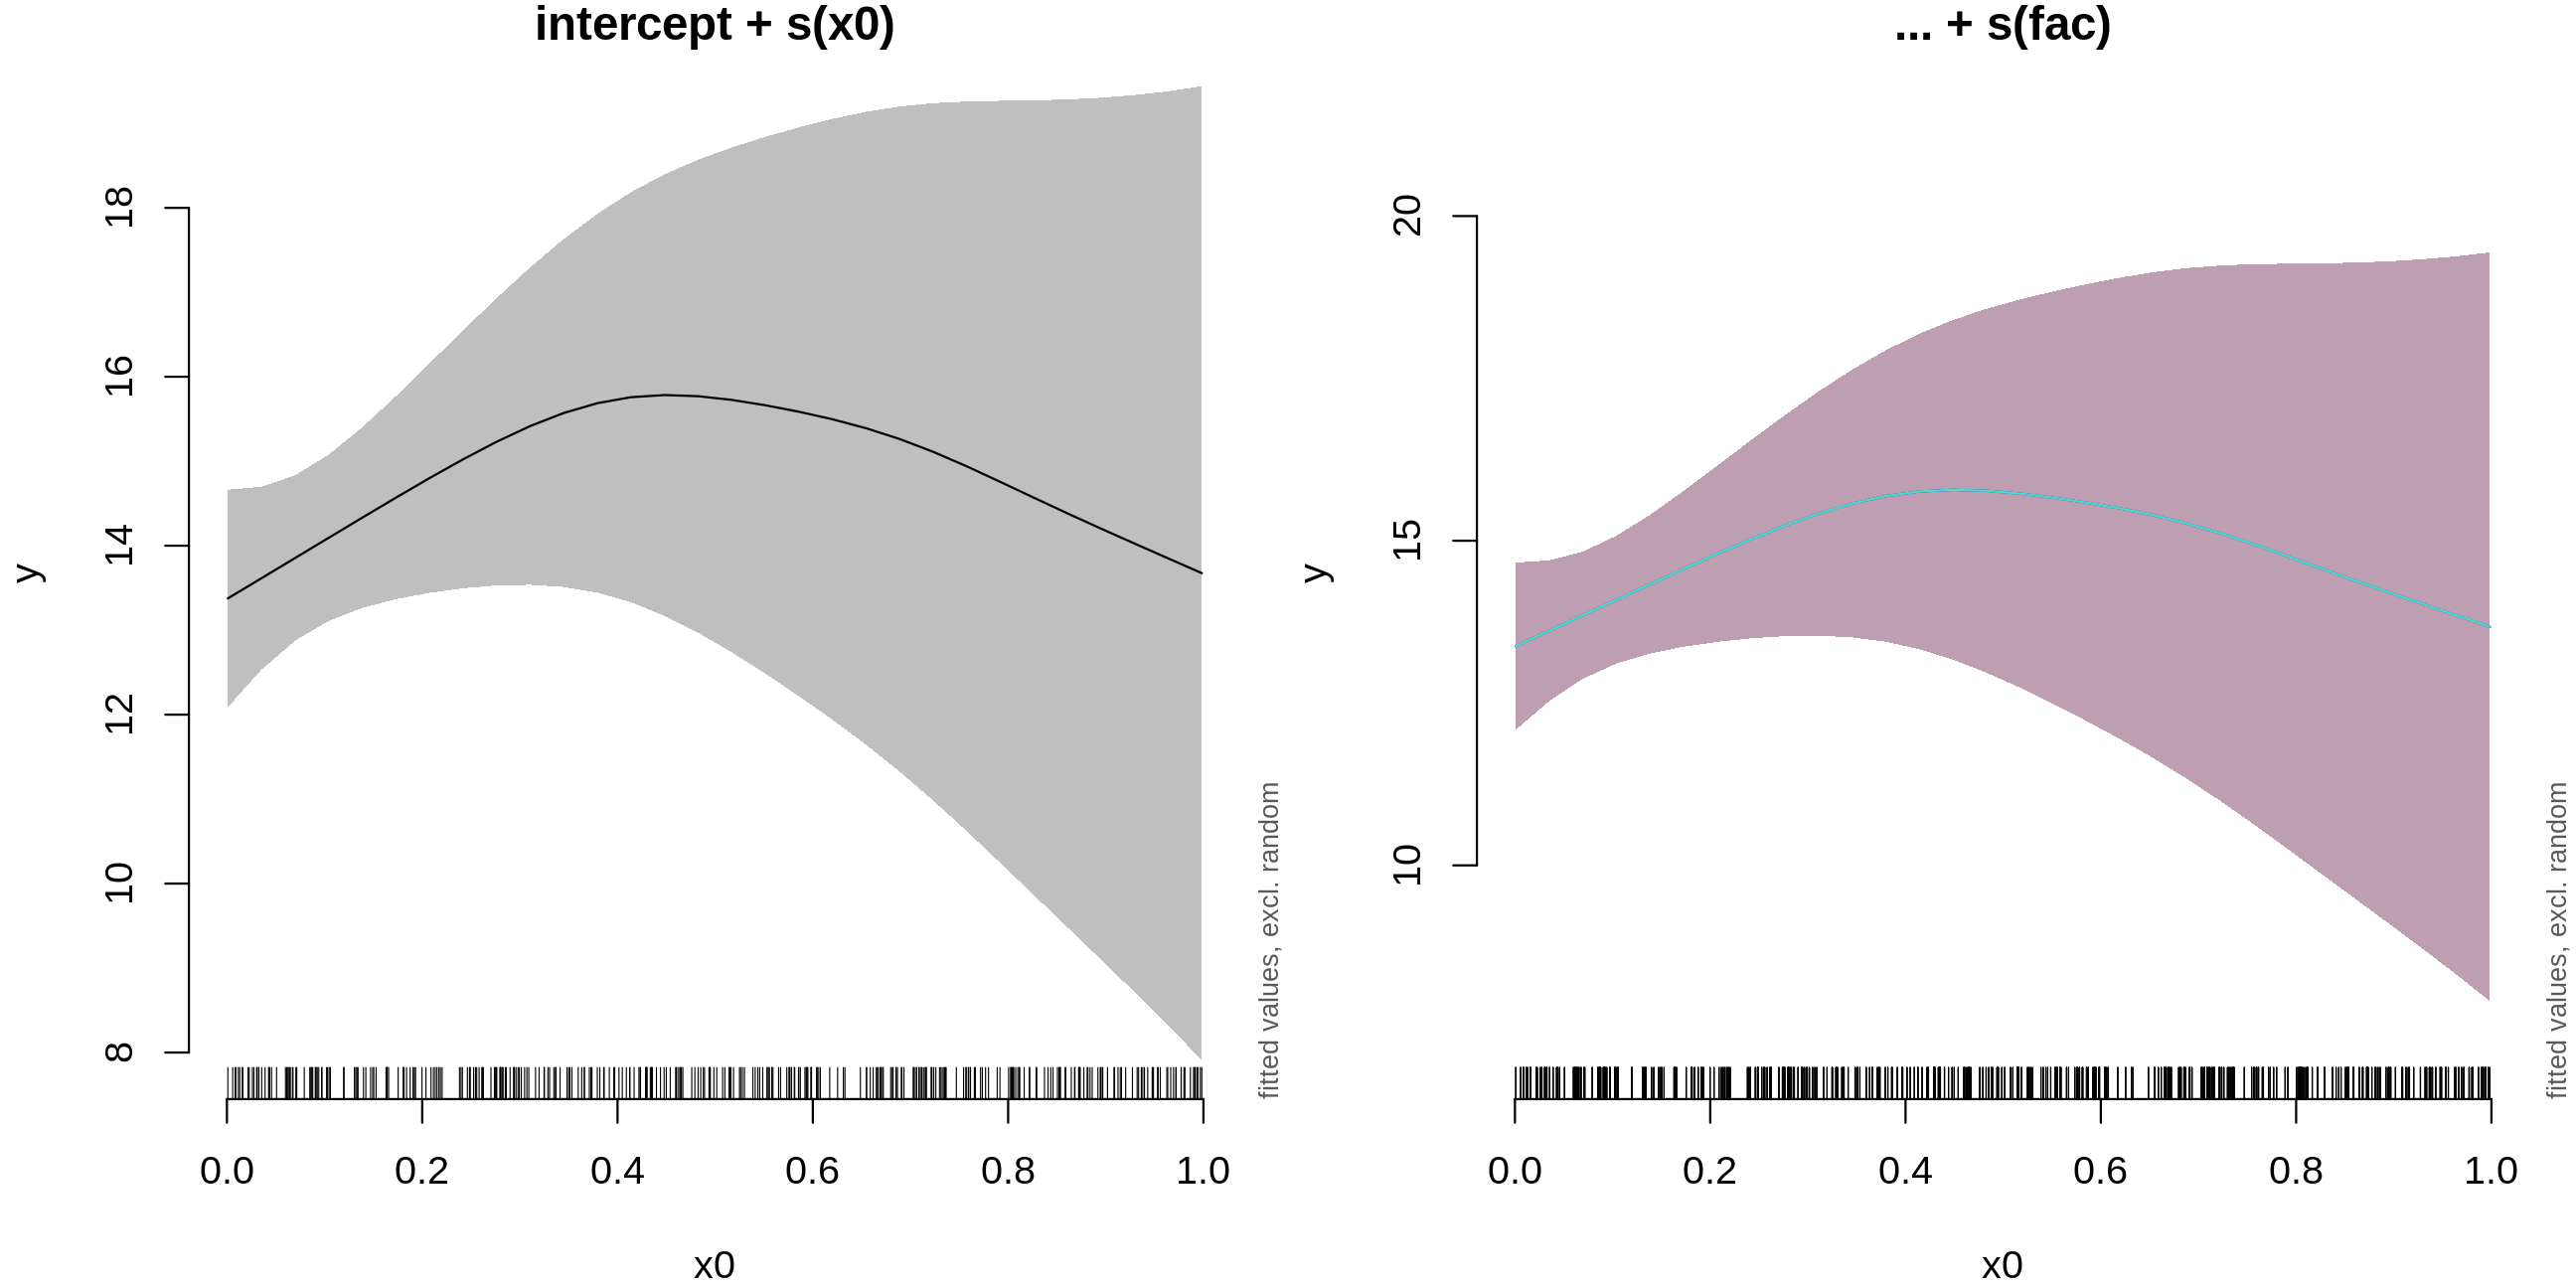 intercept + s(x0)
y
18
16
14
12
10
8
0.0 0.2 0.4 0.6 0.8 1.0
x0
fitted values, excl. random
... + s(fac)
y
20
15
10
0.0 0.2 0.4 0.6 0.8 1.0
x0
fitted values, excl. random